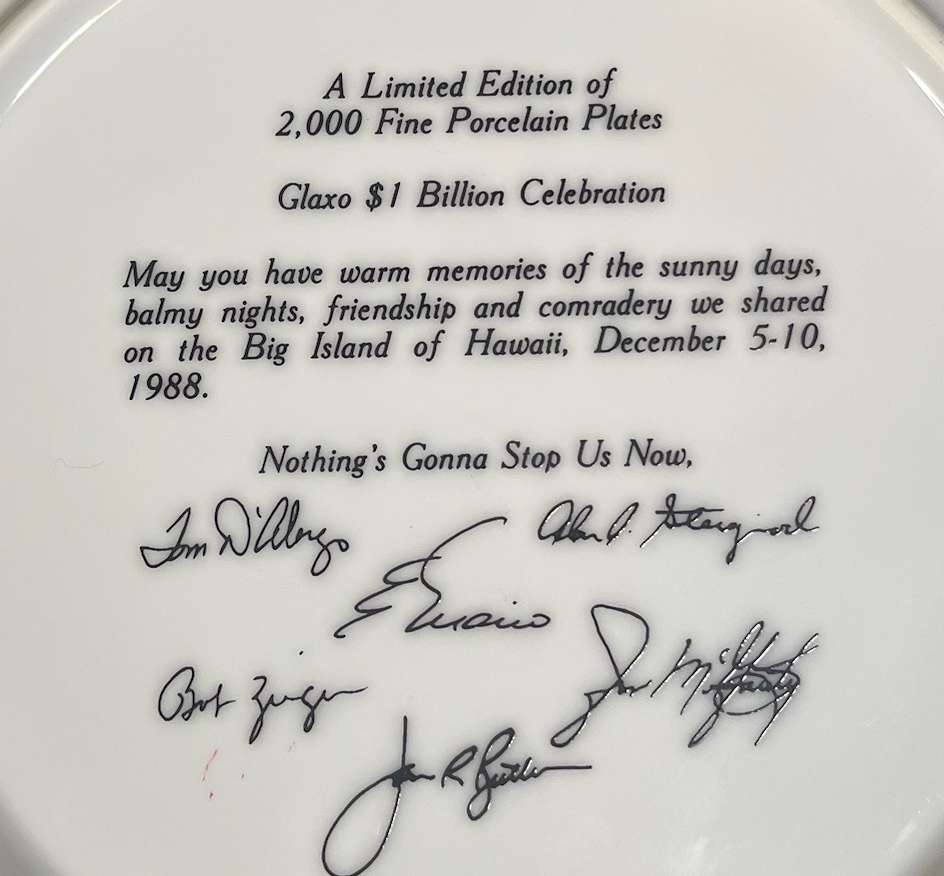 A Limited Edition of
2,000 Fine Porcelain Plates
Glaxo $1 Billion Celebration
May you have warm memories of the sunny days,
balmy nights, friendship and comradery we shared
on the Big Island of Hawaii, December 5-10,
1988.
Nothing's Gonna Stop Us Now,
Tom D'Alonzo